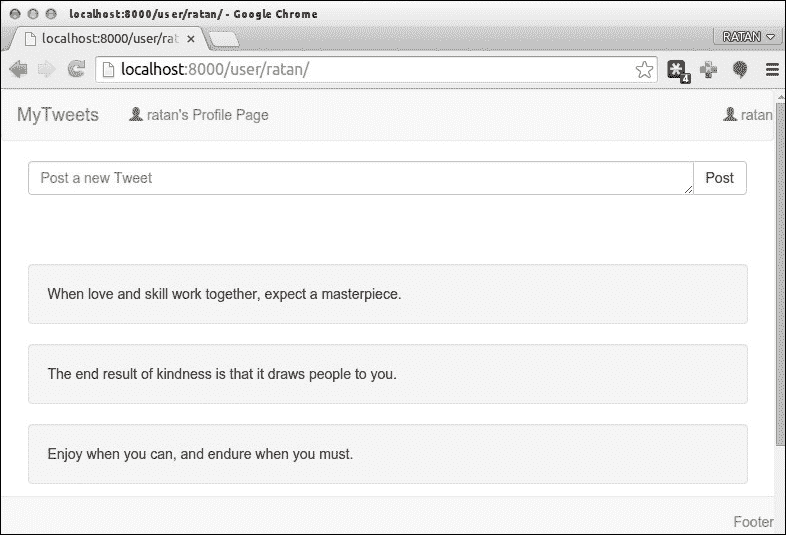 localhost:8000/user/ratan/ - Google Chrome
localhost:8000/user/rat
RATAN
localhost:8000/user/ratan/
4
MyTweets ratan's Profile Page ratan
Post a new Tweet Post
When love and skill work together, expect a masterpiece.
The end result of kindness is that it draws people to you.
Enjoy when you can, and endure when you must.
Footer